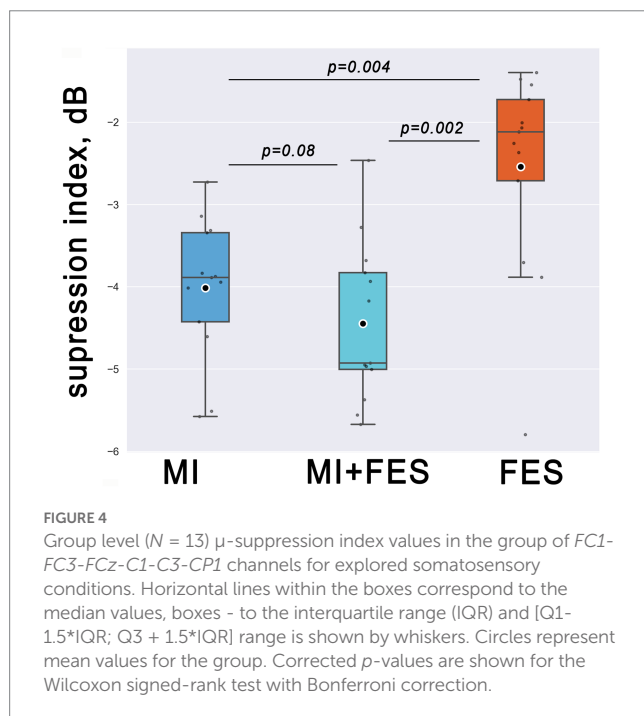 p=0.004
p=0.002
p=0.08
supression index, dB
−2
−3
−4
−5
−6
MI
MI+FES
FES
FIGURE 4
Group level (N = 13) μ-suppression index values in the group of FC1-
FC3-FCz-C1-C3-CP1 channels for explored somatosensory
conditions. Horizontal lines within the boxes correspond to the
median values, boxes - to the interquartile range (IQR) and [Q1-
1.5*IQR; Q3 + 1.5*IQR] range is shown by whiskers. Circles represent
mean values for the group. Corrected p-values are shown for the
Wilcoxon signed-rank test with Bonferroni correction.